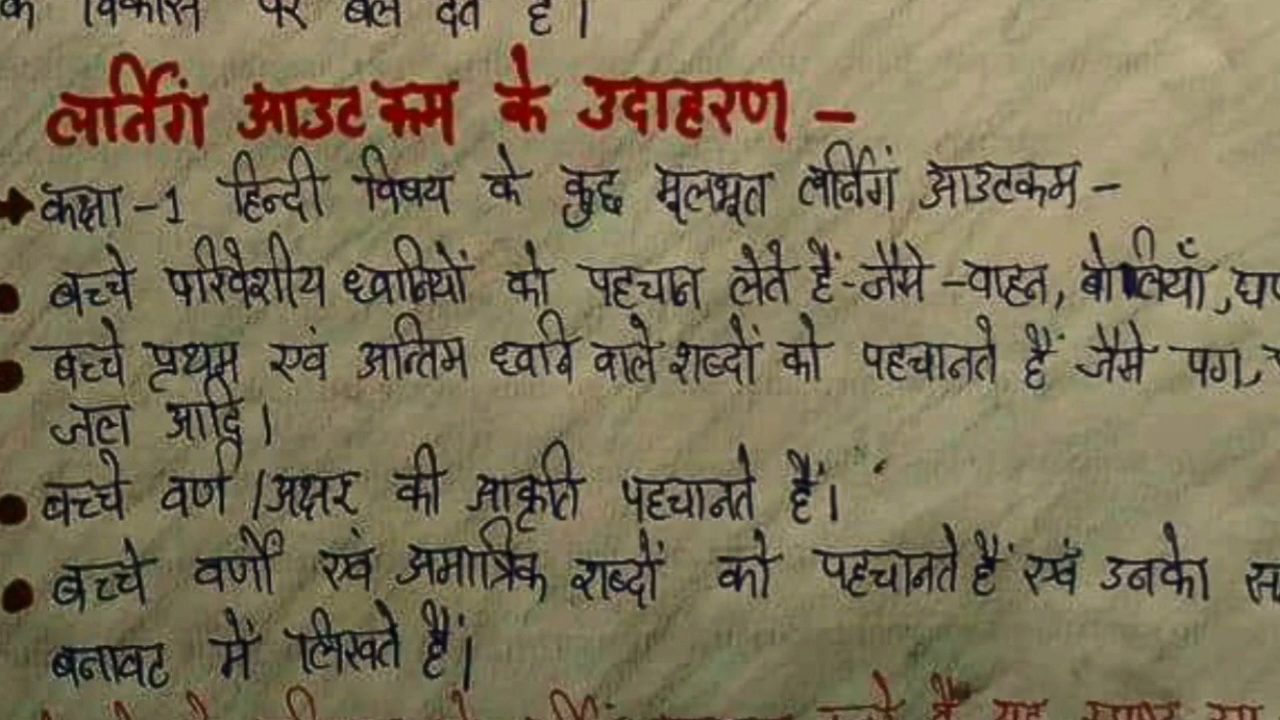 के विकास पर बल देते हैं।
लर्निंग आउटकम के उदाहरण –
→ कक्षा -1 हिन्दी विषय के कुछ मूलभूत लर्निंग आउटकम –
• बच्चे परिवेशीय ध्वनियों को पहचान लेते हैं-जैसे –वाहन, बोलियाँ,
• बच्चे प्रथम एवं अन्तिम ध्वनि वाले शब्दों को पहचानते हैं जैसे पग,
जल आदि।
• बच्चे वर्ण/अक्षर की आकृति पहचानते हैं।
• बच्चे वर्णों एवं अमात्रिक शब्दों को पहचानते हैं एवं उनको
बनावट में लिखते हैं।